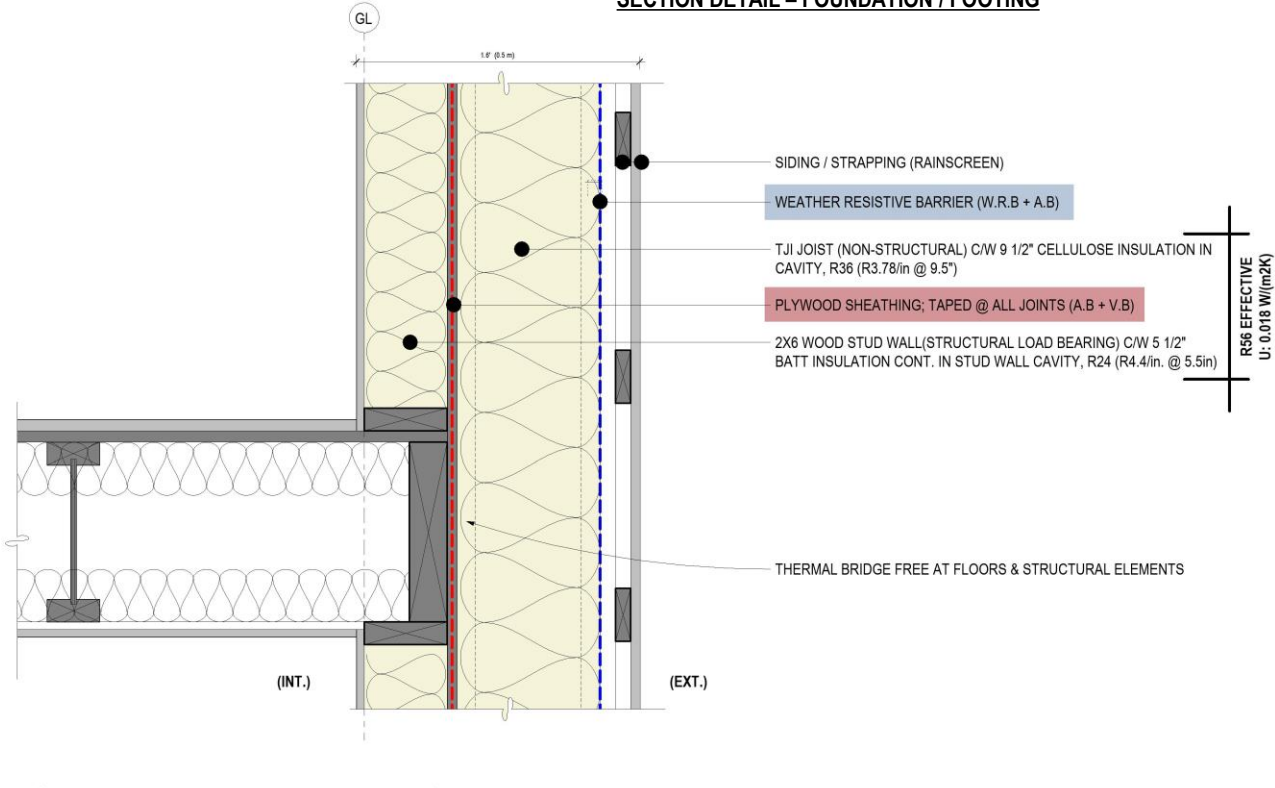 SECTION DETAIL – FOUNDATION / FOOTING
GL
1.6' (0.5 m)
SIDING / STRAPPING (RAINSCREEN)
WEATHER RESISTIVE BARRIER (W.R.B + A.B)
TJI JOIST (NON-STRUCTURAL) C/W 9 1/2" CELLULOSE INSULATION IN
CAVITY, R36 (R3.78/in @ 9.5")
PLYWOOD SHEATHING; TAPED @ ALL JOINTS (A.B + V.B)
2X6 WOOD STUD WALL(STRUCTURAL LOAD BEARING) C/W 5 1/2"
BATT INSULATION CONT. IN STUD WALL CAVITY, R24 (R4.4/in. @ 5.5in)
R56 EFFECTIVE
U: 0.018 W/(m2K)
THERMAL BRIDGE FREE AT FLOORS & STRUCTURAL ELEMENTS
(INT.)
(EXT.)